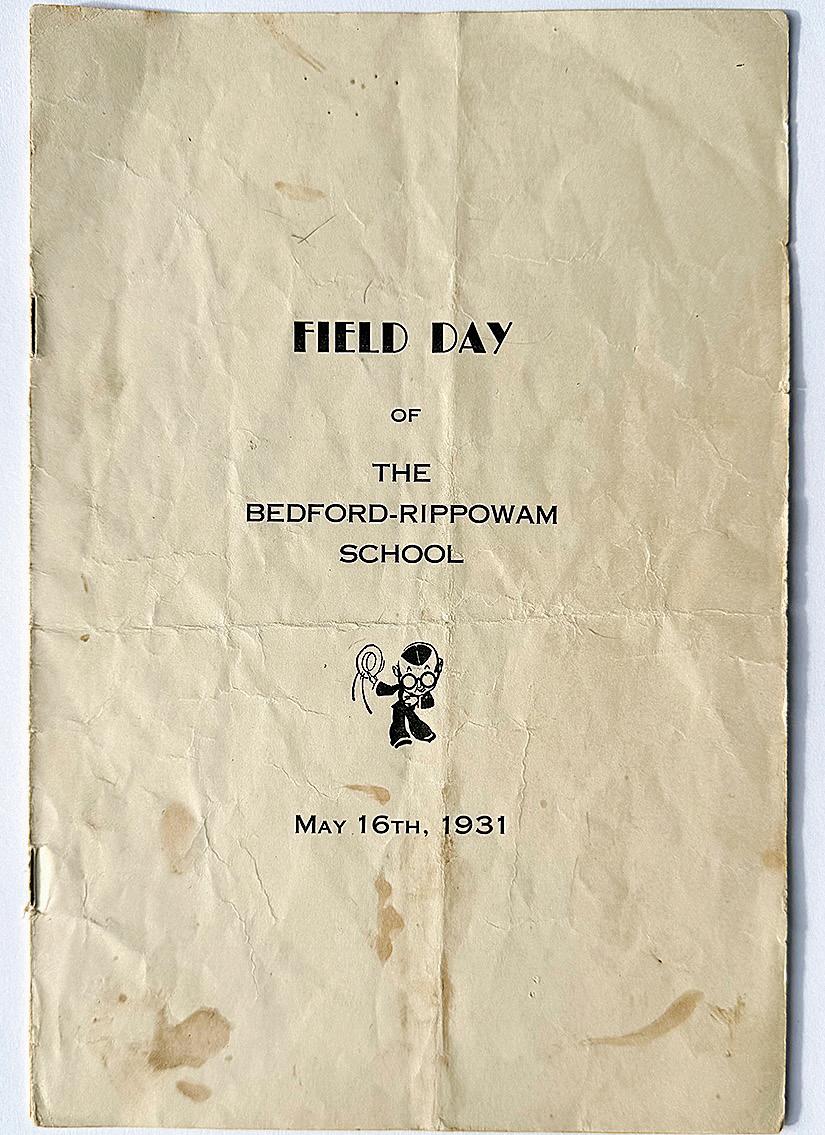 FIELD DAY
OF
THE
BEDFORD-RIPPOWAM
SCHOOL
MAY 16TH, 1931